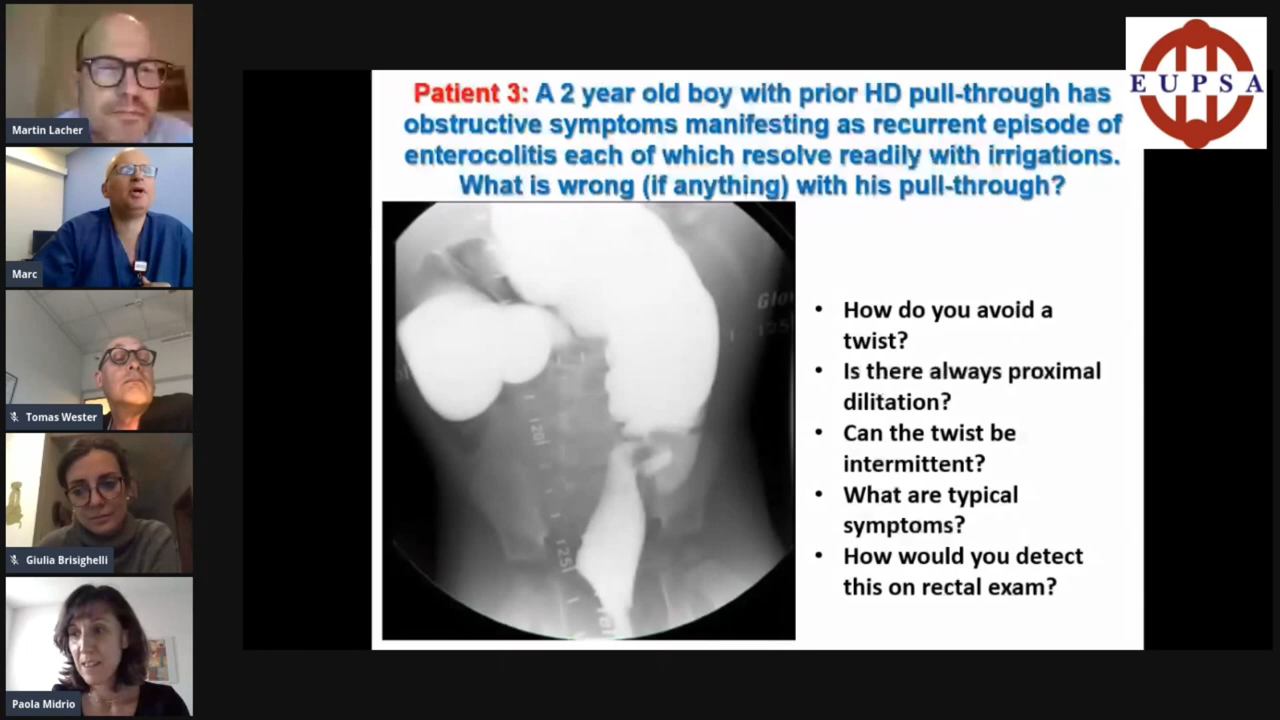 Martin Lacher
Marc
Tomas Wester
Giulia Brisighelli
Paola Midrio
EUPSA
Patient 3: A 2 year old boy with prior HD pull-through has
obstructive symptoms manifesting as recurrent episode of
enterocolitis each of which resolve readily with irrigations.
What is wrong (if anything) with his pull-through?
120
125
• How do you avoid a
twist?
• Is there always proximal
dilitation?
• Can the twist be
intermittent?
• What are typical
symptoms?
• How would you detect
this on rectal exam?